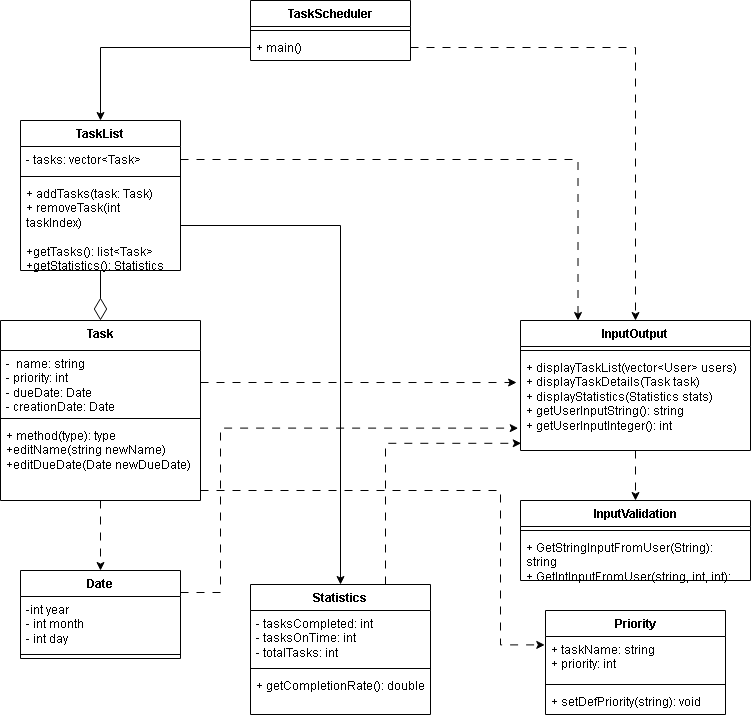 TaskScheduler
+ main()
TaskList
- tasks: vector<Task>
+ addTasks(task: Task)
+ removeTask(int
taskIndex)
+getTasks(): list<Task>
+getStatistics(): Statistics
Task
- name: string
- priority: int
- dueDate: Date
- creationDate: Date
+ method(type): type
+editName(string newName)
+editDueDate(Date newDueDate)
InputOutput
+ displayTaskList(vector<User> users)
+ displayTaskDetails(Task task)
+ displayStatistics(Statistics stats)
+ getUserInputString(): string
+ getUserInputInteger(): int
InputValidation
+ GetStringInputFromUser(String):
string
+ GetIntInputFromUser(string, int, int):
Date
-int year
- int month
- int day
Statistics
- tasksCompleted: int
- tasksOnTime: int
- totalTasks: int
+ getCompletionRate(): double
Priority
+ taskName: string
+ priority: int
+ setDefPriority(string): void